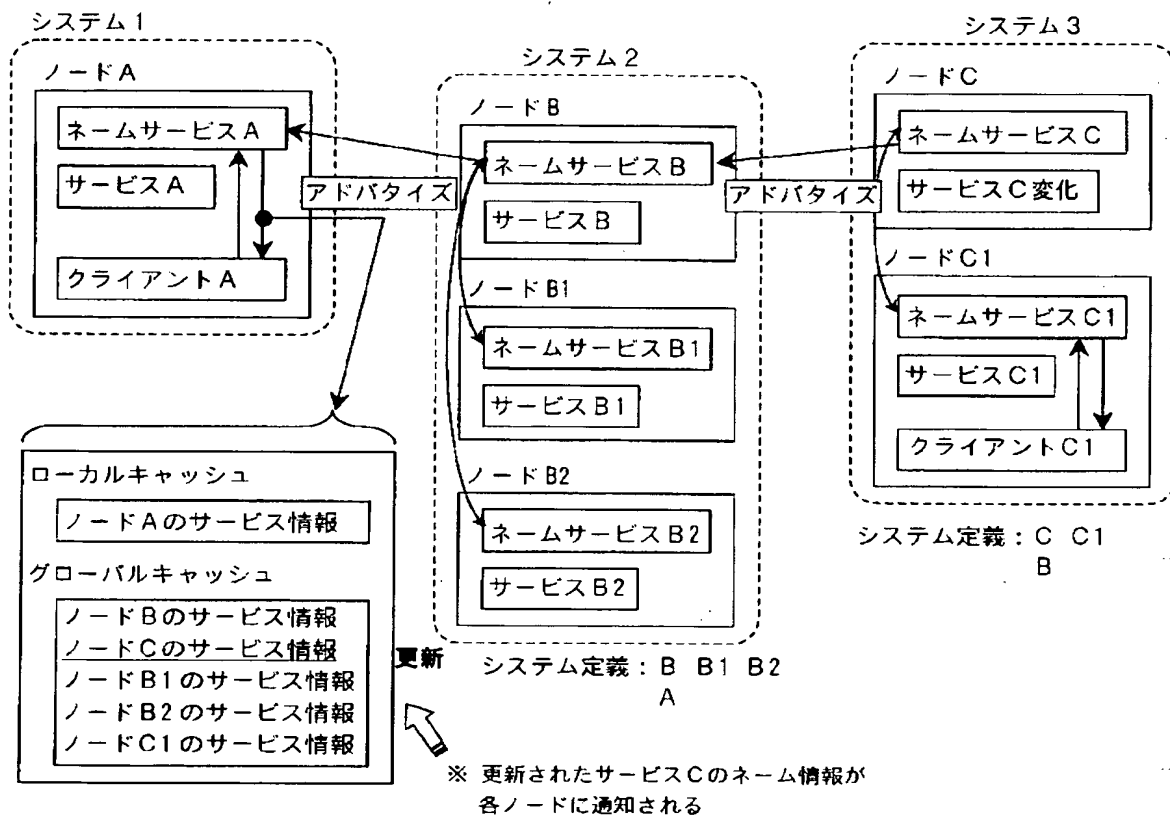 システム1
ノードA
ネームサービスA
サービスA
クライアントA
アドバタイズ
システム2
ノードB
ネームサービスB
サービスB
ノードB1
ネームサービスB1
サービスB1
ノードB2
ネームサービスB2
サービスB2
システム定義：B B1 B2
A
アドバタイズ
システム3
ノードC
ネームサービスC
サービスC変化
ノードC1
ネームサービスC1
サービスC1
クライアントC1
システム定義：C C1
B
ローカルキャッシュ
ノードAのサービス情報
グローバルキャッシュ
ノードBのサービス情報
ノードCのサービス情報
ノードB1のサービス情報
ノードB2のサービス情報
ノードC1のサービス情報
更新
※ 更新されたサービスCのネーム情報が
各ノードに通知される